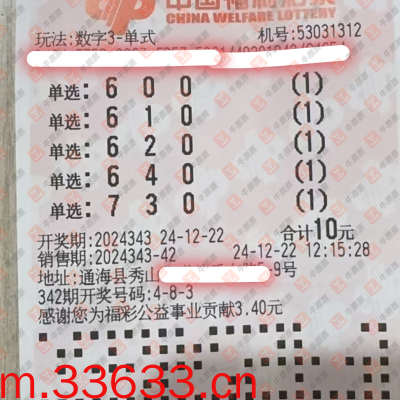 中国福利彩票
CHINA WELFARE LOTTERY
玩法:数字3-单式 机号:53031312
单选: 6 0 0 (1)
单选: 6 1 0 (1)
单选: 6 2 0 (1)
单选: 6 4 0 (1)
单选: 7 3 0 (1)
开奖期:2024343 24-12-22 合计10元
销售期:2024343-42 24-12-22 12:15:28
地址:通海县秀山 9号
342期开奖号码:4-8-3
感谢您为福彩公益事业贡献3.40元
m.33633.cn